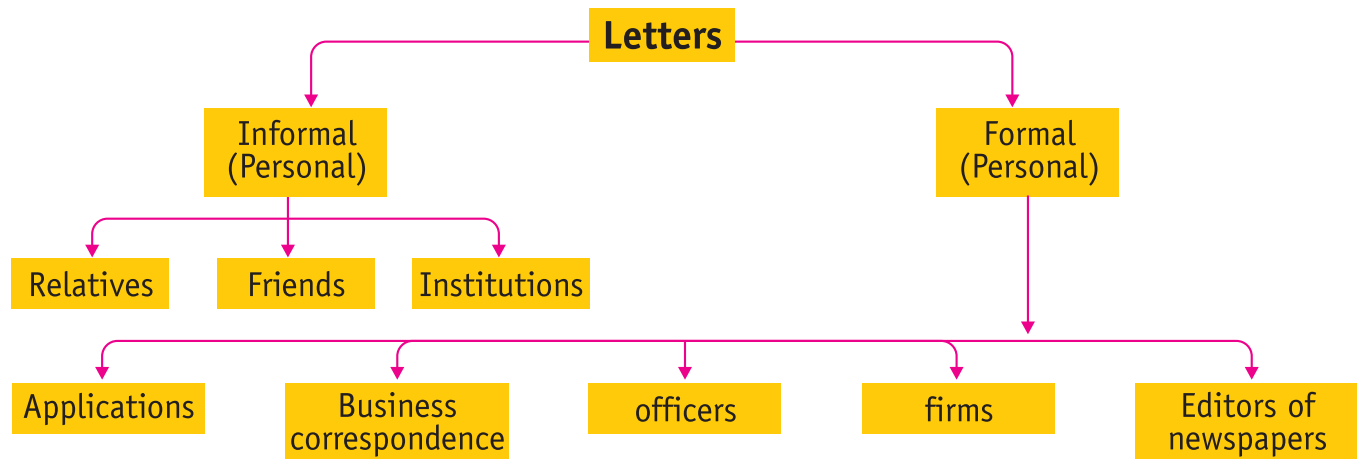 Letters
Informal
(Personal)
Formal
(Personal)
Relatives
Friends
Institutions
Applications
Business
correspondence
officers
firms
Editors of
newspapers